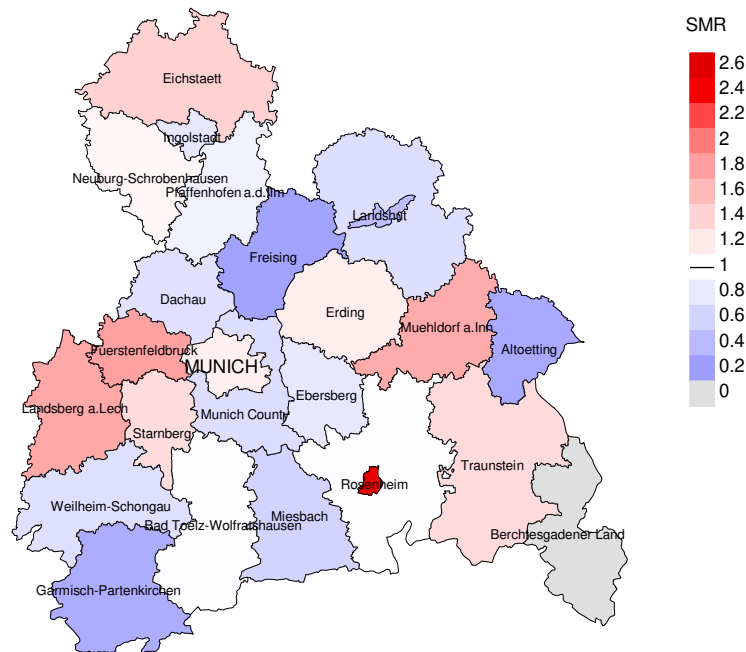 SMR
2.6
2.4
2.2
2
1.8
1.6
1.4
1.2
1
0.8
0.6
0.4
0.2
0
Eichstaett
Ingolstadt
Neuburg-Schrobenhausen
Pfaffenhofen a.d.Ilm
Landshut
Freising
Dachau
Erding
Muehldorf a.Inn
Altoetting
Fuerstenfeldbruck
MUNICH
Ebersberg
Landsberg a.Lech
Munich County
Starnberg
Traunstein
Rosenheim
Weilheim-Schongau
Miesbach
Bad Toelz-Wolfratshausen
Berchtesgadener Land
Garmisch-Partenkirchen